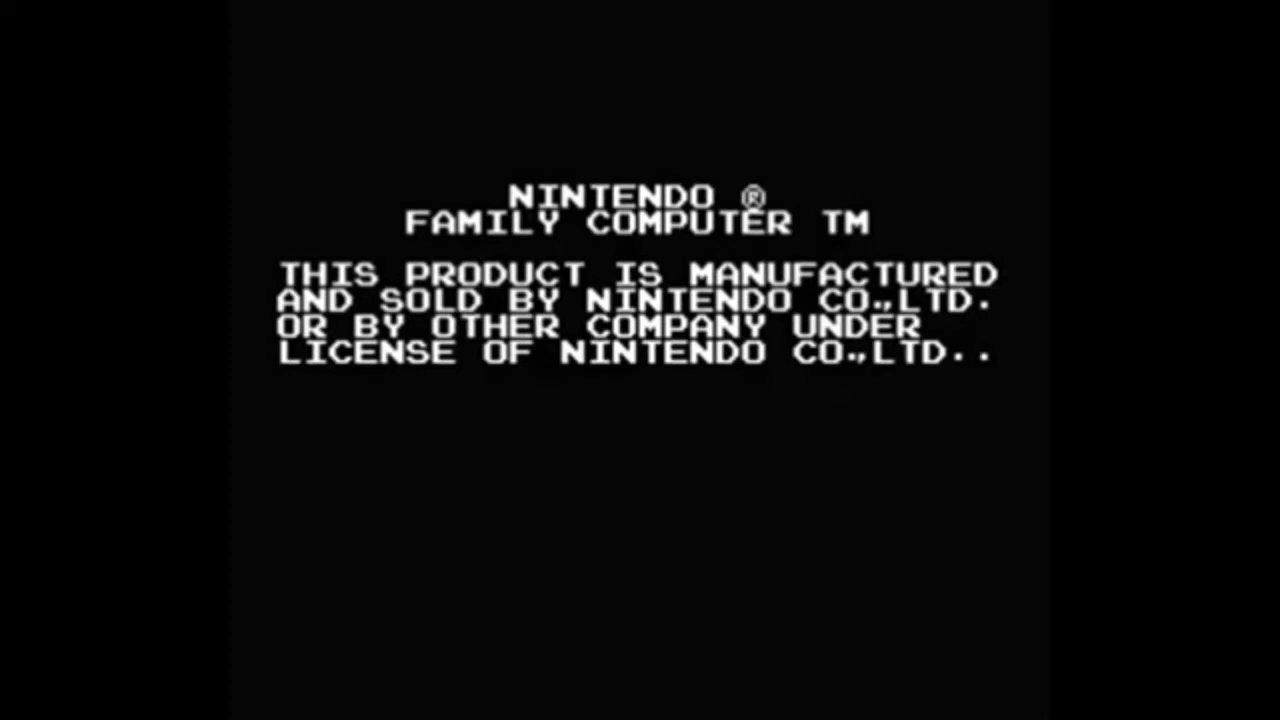 NINTENDO ®
FAMILY COMPUTER TM
THIS PRODUCT IS MANUFACTURED
AND SOLD BY NINTENDO CO.,LTD.
OR BY OTHER COMPANY UNDER
LICENSE OF NINTENDO CO.,LTD..